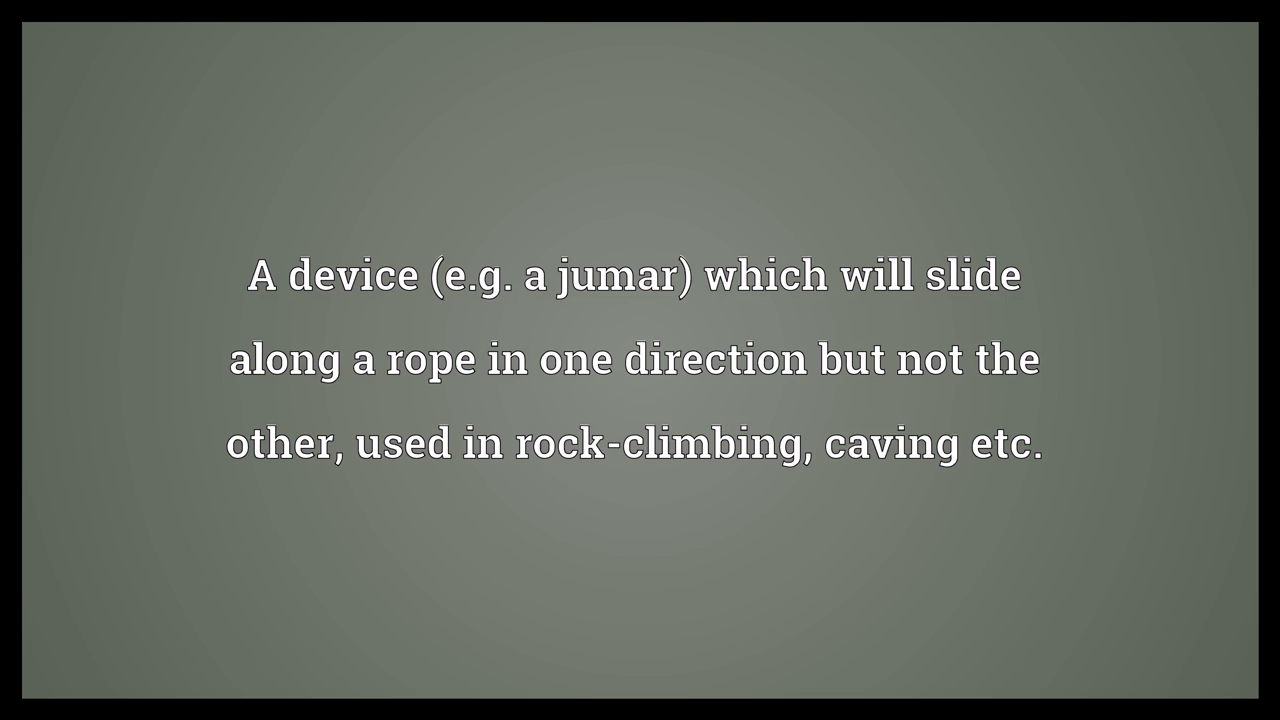 A device (e.g. a jumar) which will slide
along a rope in one direction but not the
other, used in rock-climbing, caving etc.